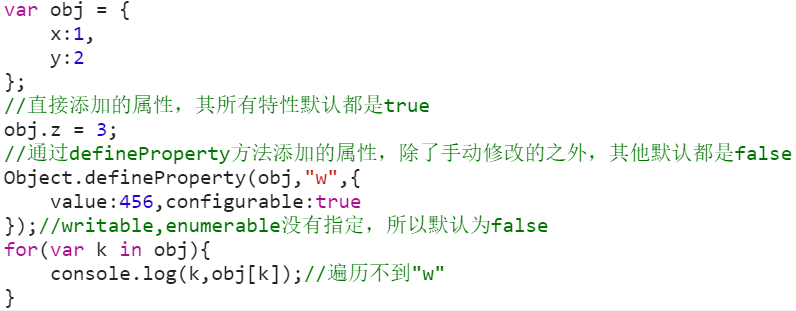 var obj = {
    x:1,
    y:2
};
//直接添加的属性，其所有特性默认都是true
obj.z = 3;
//通过defineProperty方法添加的属性，除了手动修改的之外，其他默认都是false
Object.defineProperty(obj,"w",{
    value:456,configurable:true
});//writable,enumerable没有指定，所以默认为false
for(var k in obj){
    console.log(k,obj[k]);//遍历不到"w"
}